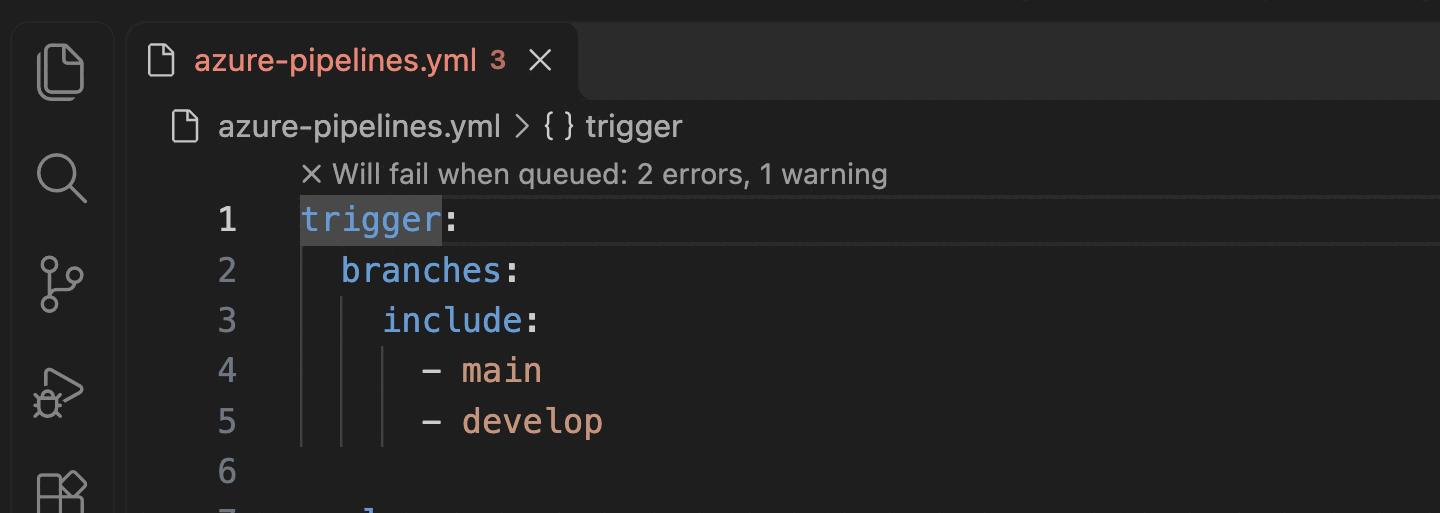 azure-pipelines.yml 3
azure-pipelines.yml > {} trigger
× Will fail when queued: 2 errors, 1 warning
1 trigger:
2 branches:
3 include:
4 - main
5 - develop
6